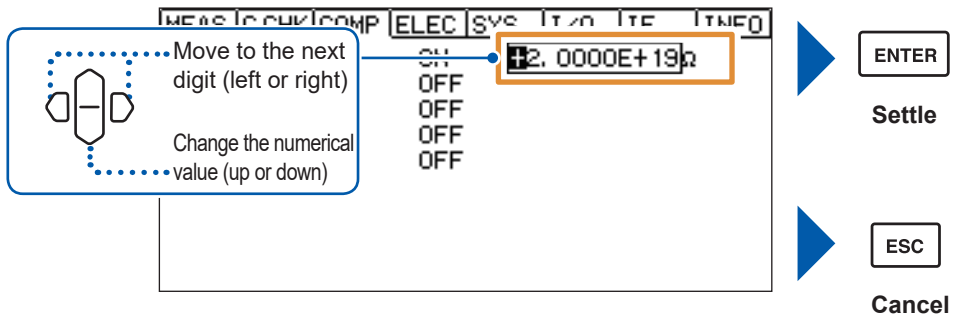 MEAS C.CHK COMP ELEC SYS I/O IF INFO
Move to the next
digit (left or right)
Change the numerical
value (up or down)
ON +2. 0000E+19Ω
OFF
OFF
OFF
OFF
ENTER
Settle
ESC
Cancel